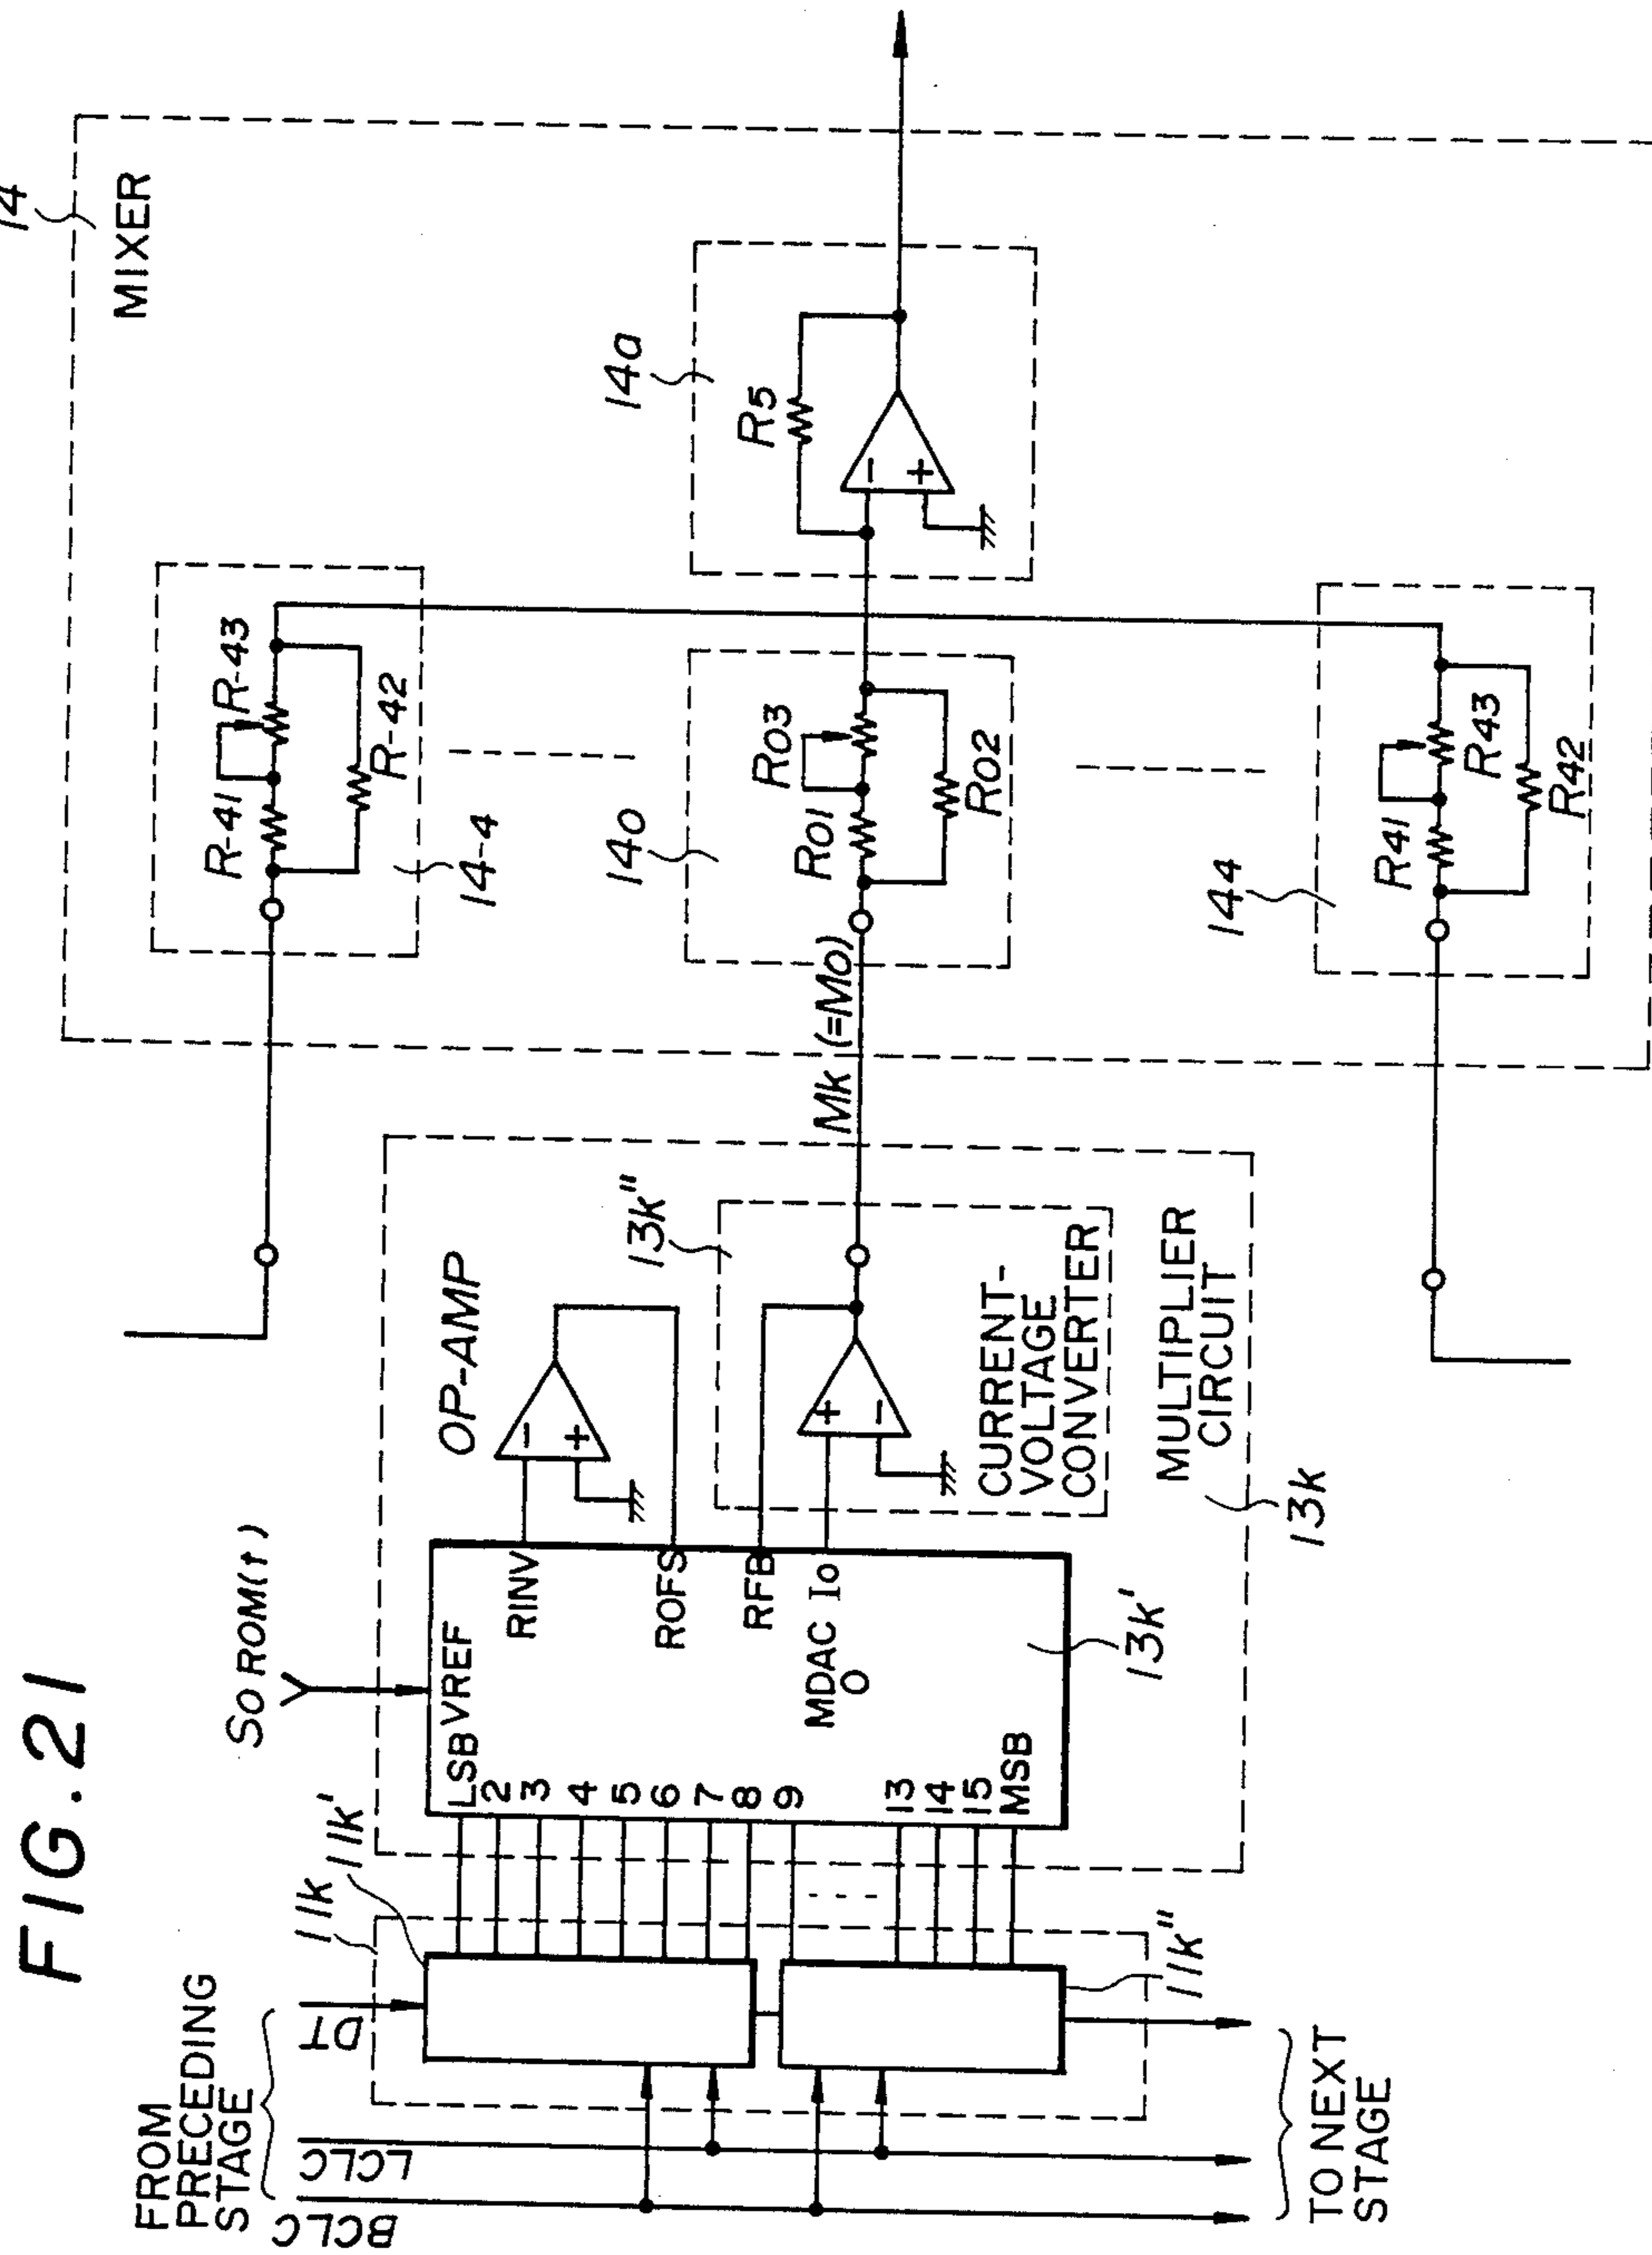 FIG. 21
FROM
PRECEDING
STAGE
BCLC
LCLC
DT
11k
11k'
11k"
TO NEXT
STAGE
So ROM(t)
LSB
2
3
4
5
6
7
8
9
13
14
15
MSB
VREF
RINV
ROFS
RFB
MDAC Io
O
13k'
OP-AMP
−
+
13k"
+
−
CURRENT-
VOLTAGE
CONVERTER
MULTIPLIER
CIRCUIT
13k
Mk (=Mo)
14
MIXER
R-41
R-43
R-42
14-4
140
R01
R03
R02
144
R41
R43
R42
14a
R5
−
+